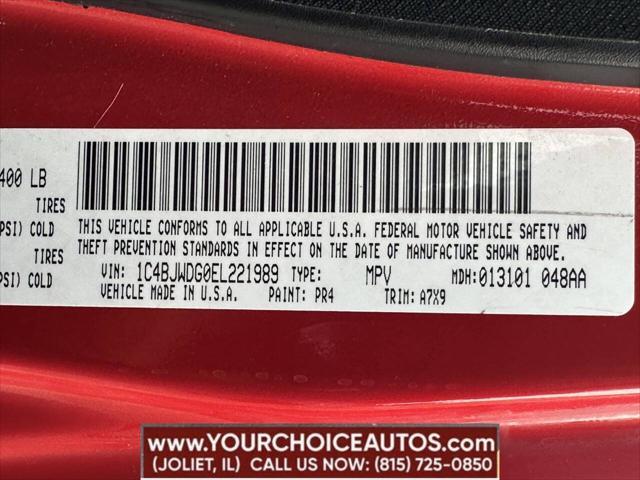 400 LB
TIRES
PSI) COLD
TIRES
PSI) COLD
THIS VEHICLE CONFORMS TO ALL APPLICABLE U.S.A. FEDERAL MOTOR VEHICLE SAFETY AND
THEFT PREVENTION STANDARDS IN EFFECT ON THE DATE OF MANUFACTURE SHOWN ABOVE.
VIN: 1C4BJWDG0EL221989 TYPE: MPV MDH: 013101 048AA
VEHICLE MADE IN U.S.A. PAINT: PR4 TRIM: A7X9
WWW.YOURCHOICEAUTOS.COM
(JOLIET, IL) CALL US NOW: (815) 725-0850